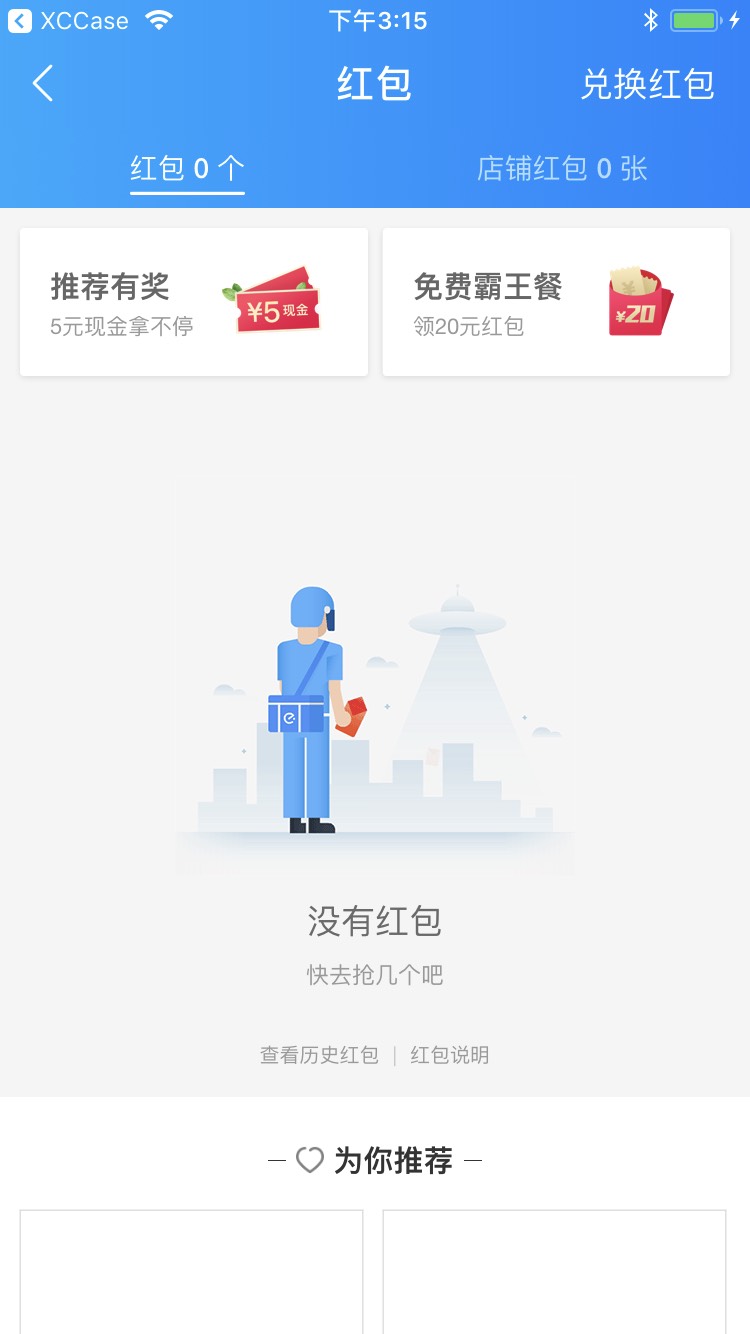 XCCase
下午3:15
红包
兑换红包
红包 0 个
店铺红包 0 张
推荐有奖
5元现金拿不停
¥5现金
免费霸王餐
领20元红包
¥
¥20
e
没有红包
快去抢几个吧
查看历史红包 | 红包说明
为你推荐